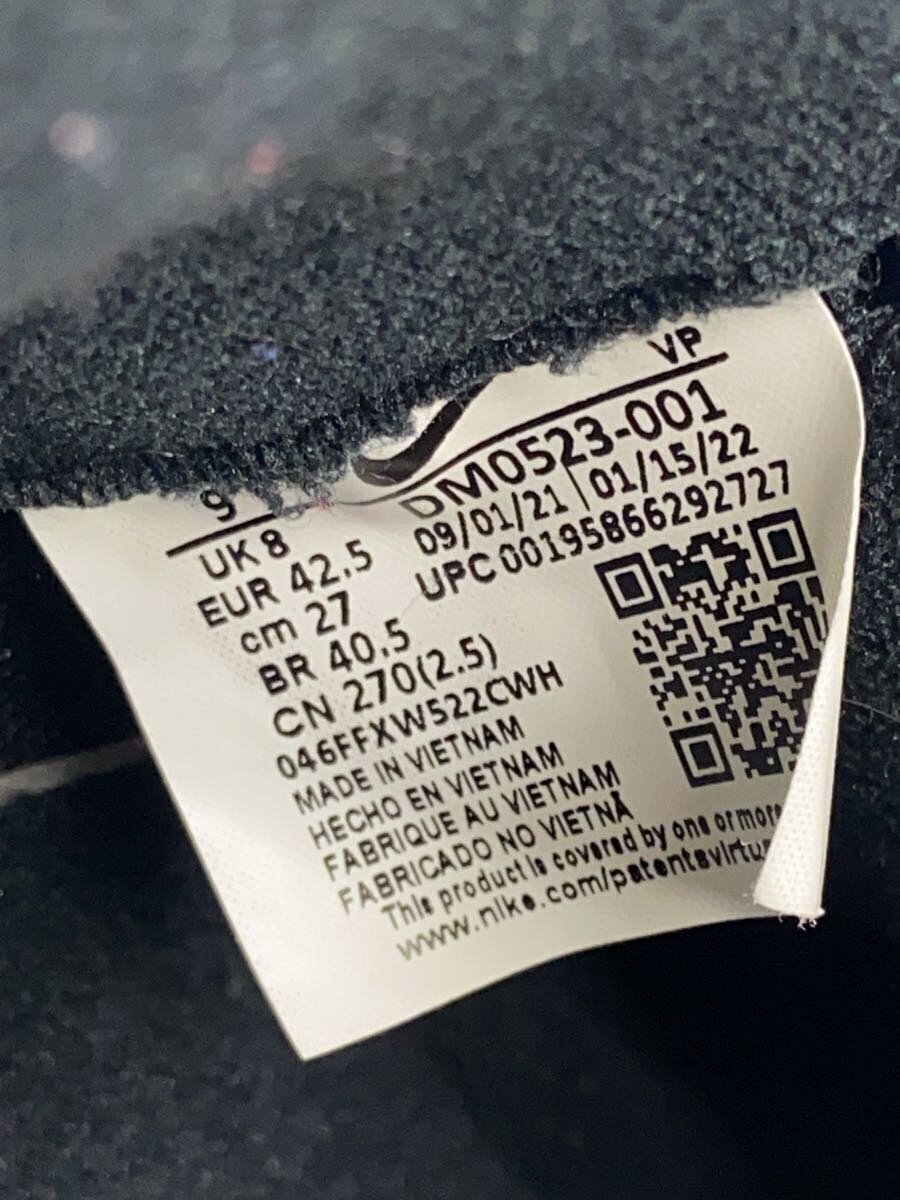 VP
9
DM0523-001
UK 8
09/01/21 | 01/15/22
EUR 42.5
UPC 00195866292727
cm 27
BR 40.5
CN 270(2.5)
046FFXW522CWH
MADE IN VIETNAM
HECHO EN VIETNAM
FABRIQUE AU VIETNAM
FABRICADO NO VIETNÃ
This product is covered by one or more
www.nike.com/patents